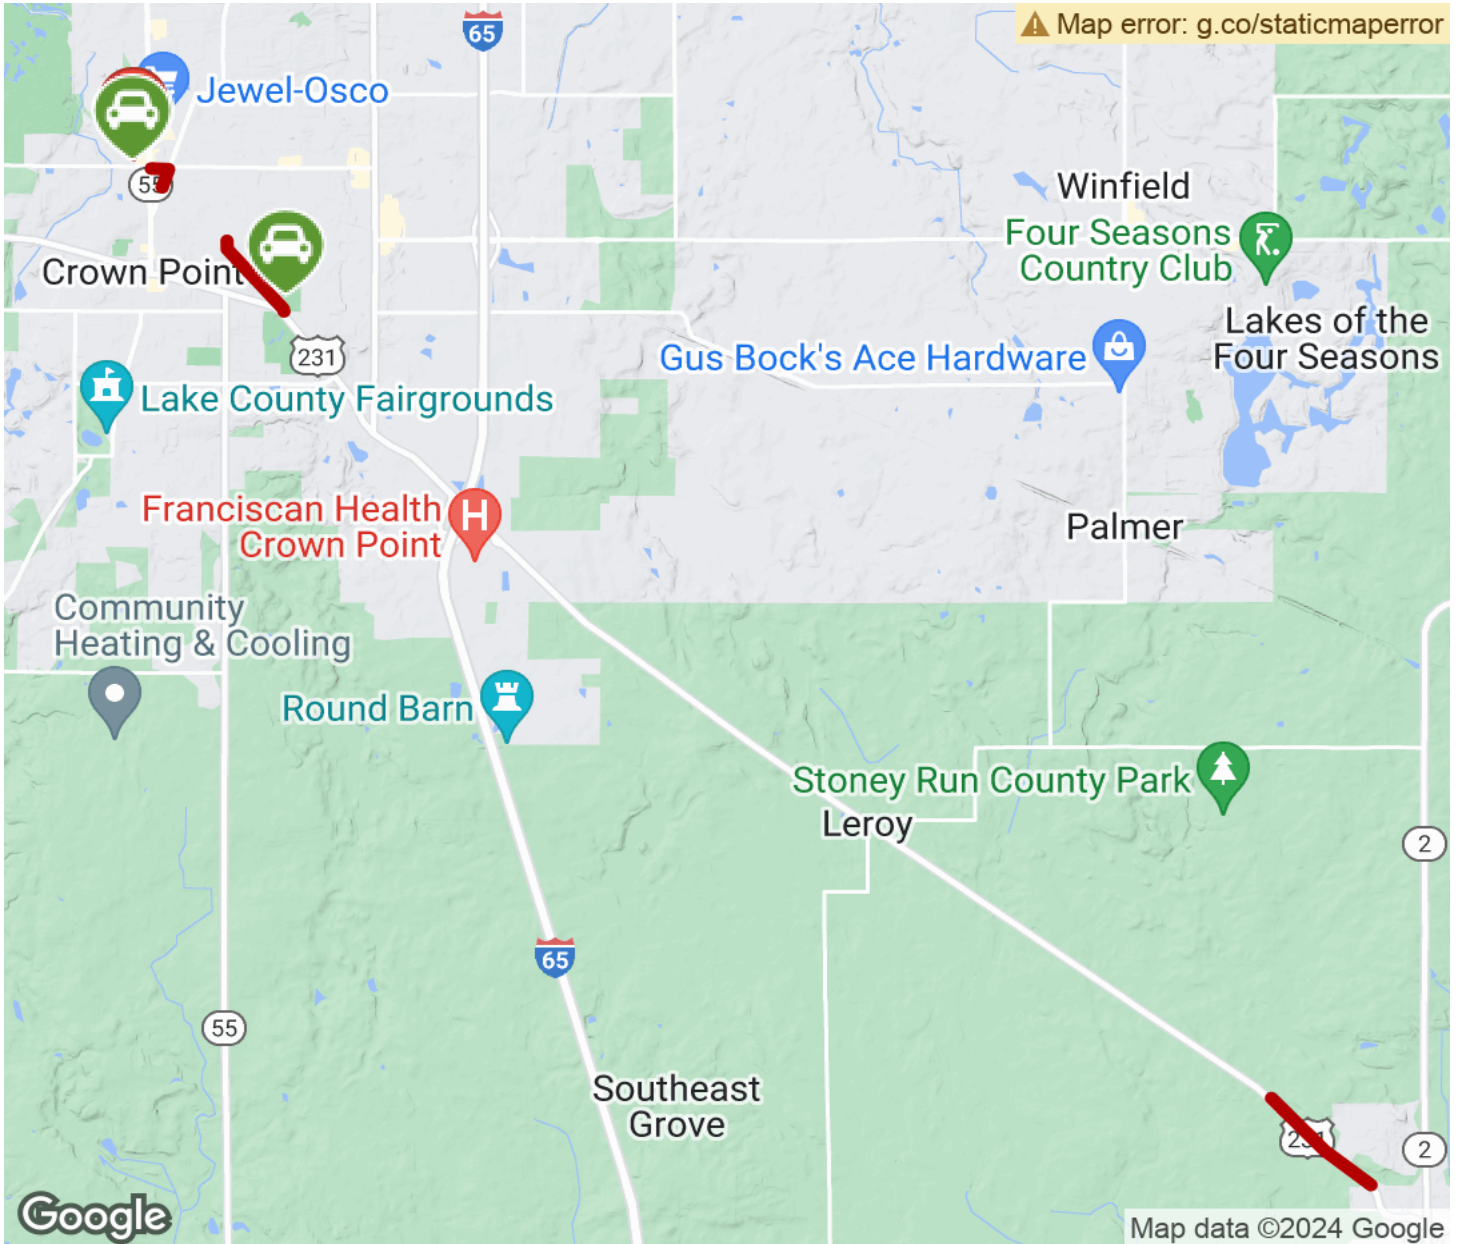 65
Map error: g.co/staticmaperror
Jewel-Osco
55
Winfield
Four Seasons
Country Club
Crown Point
Lakes of the
Four Seasons
231
Gus Bock's Ace Hardware
Lake County Fairgrounds
H
Franciscan Health
Crown Point
Palmer
Community
Heating & Cooling
Round Barn
Stoney Run County Park
Leroy
2
65
55
Southeast
Grove
231
2
Google
Map data ©2024 Google